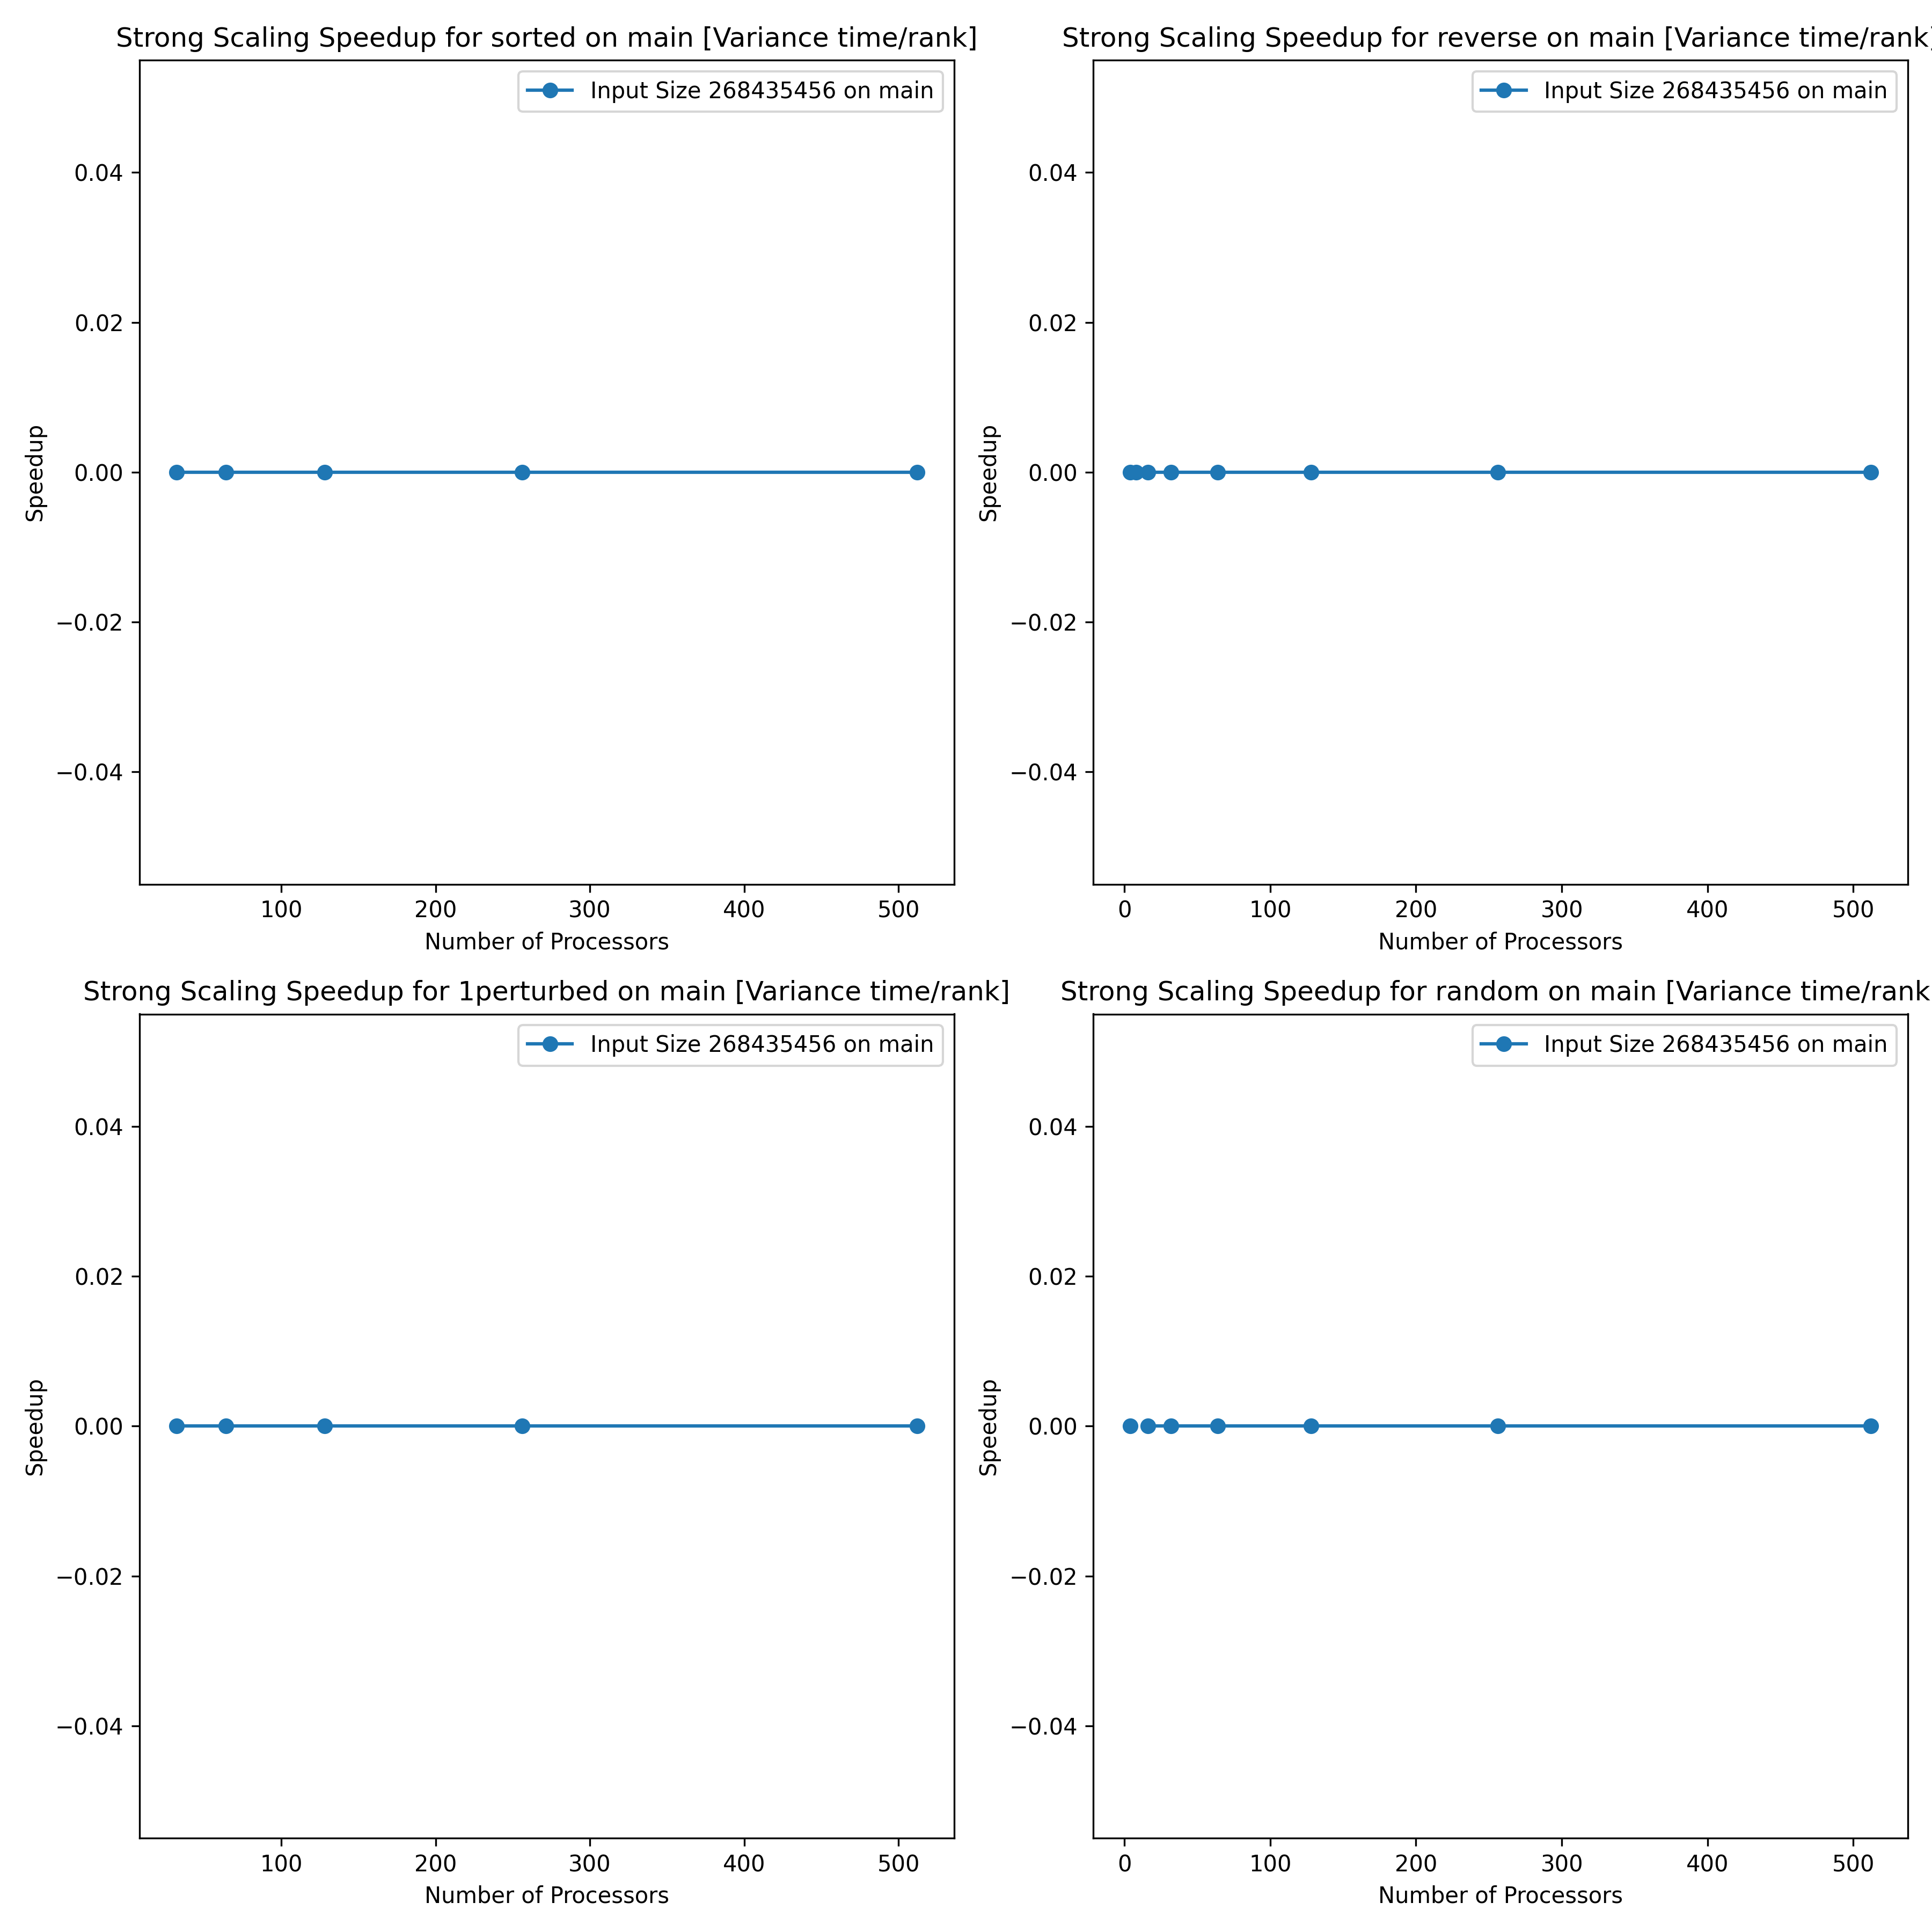 Strong Scaling Speedup for sorted on main [Variance time/rank]
Input Size 268435456 on main
Speedup
0.04
0.02
0.00
−0.02
−0.04
100 200 300 400 500
Number of Processors
Strong Scaling Speedup for reverse on main [Variance time/rank]
Input Size 268435456 on main
Speedup
0.04
0.02
0.00
−0.02
−0.04
0 100 200 300 400 500
Number of Processors
Strong Scaling Speedup for 1perturbed on main [Variance time/rank]
Input Size 268435456 on main
Speedup
0.04
0.02
0.00
−0.02
−0.04
100 200 300 400 500
Number of Processors
Strong Scaling Speedup for random on main [Variance time/rank
Input Size 268435456 on main
Speedup
0.04
0.02
0.00
−0.02
−0.04
0 100 200 300 400 500
Number of Processors